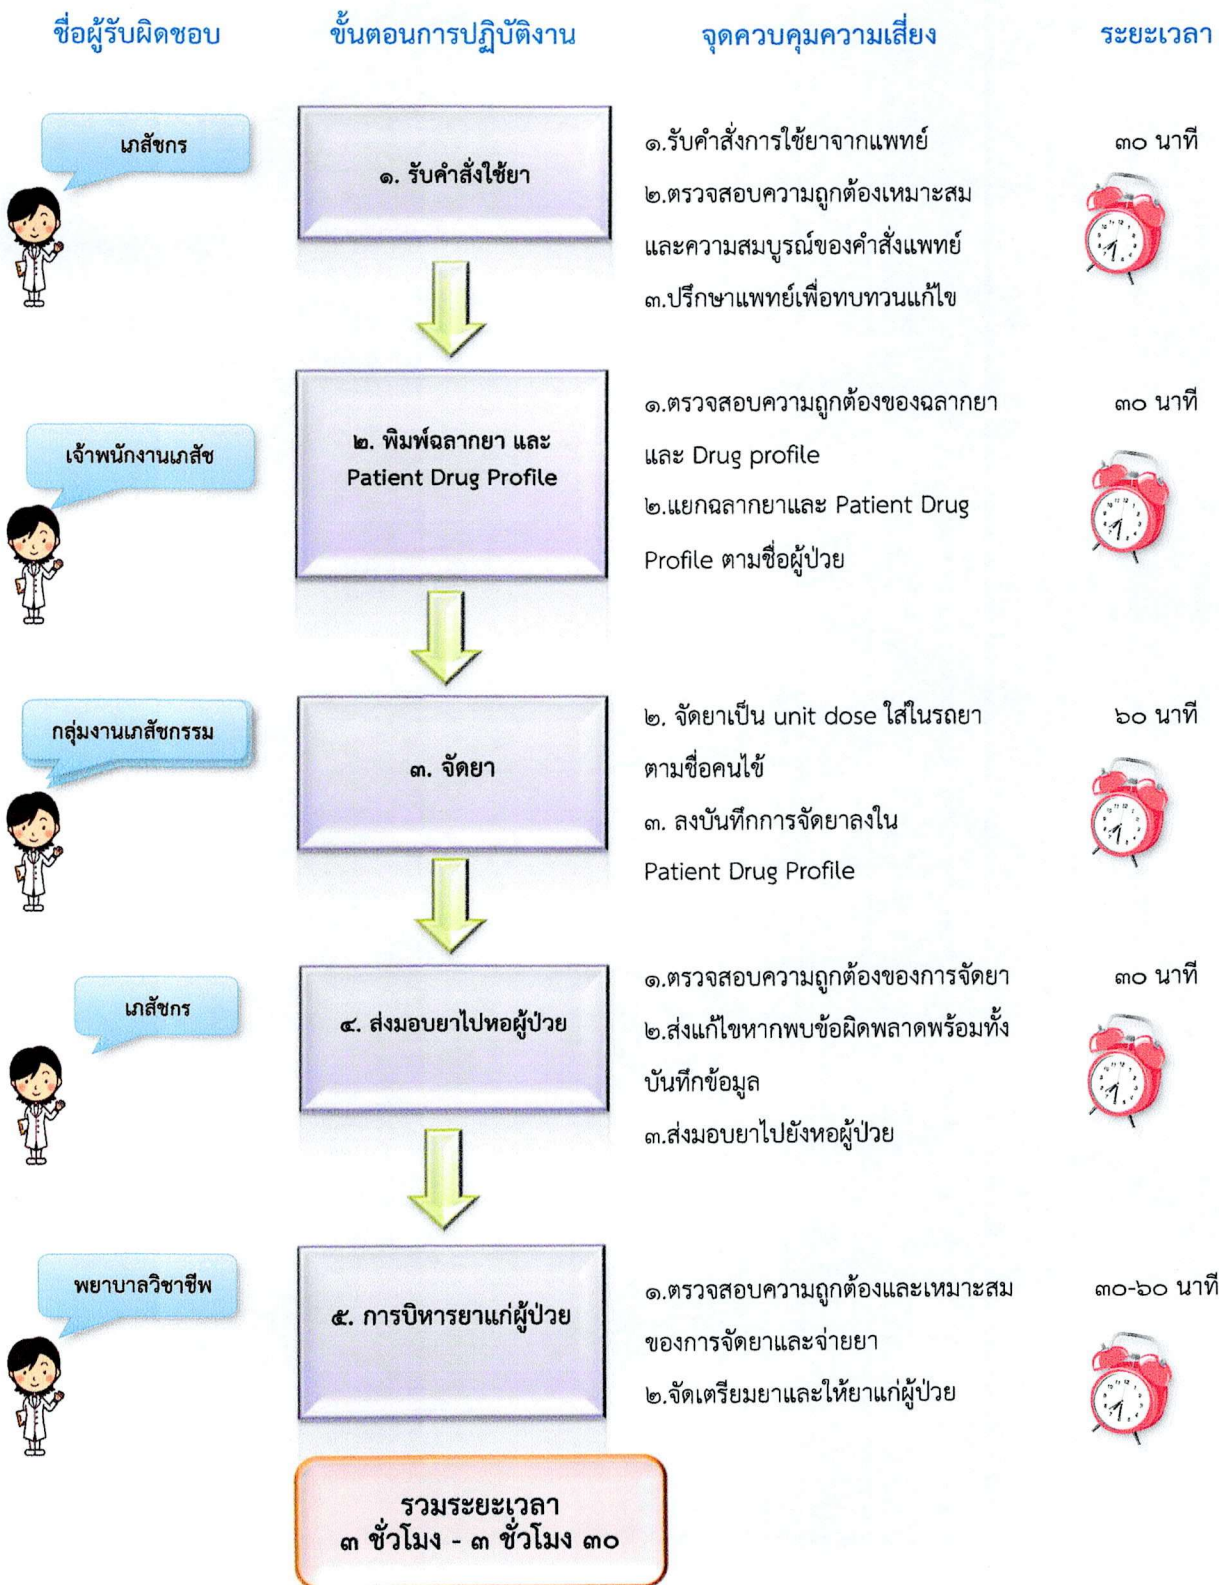 ชื่อผู้รับผิดชอบ
ขั้นตอนการปฏิบัติงาน
จุดควบคุมความเสี่ยง
ระยะเวลา
เภสัชกร
๑. รับคำสั่งใช้ยา
๑.รับคำสั่งการใช้ยาจากแพทย์
๒.ตรวจสอบความถูกต้องเหมาะสม
และความสมบูรณ์ของคำสั่งแพทย์
๓.ปรึกษาแพทย์เพื่อทบทวนแก้ไข
๓๐ นาที
เจ้าพนักงานเภสัช
๒. พิมพ์ฉลากยา และ
Patient Drug Profile
๑.ตรวจสอบความถูกต้องของฉลากยา
และ Drug profile
๒.แยกฉลากยาและ Patient Drug
Profile ตามชื่อผู้ป่วย
๓๐ นาที
กลุ่มงานเภสัชกรรม
๓. จัดยา
๒. จัดยาเป็น unit dose ใส่ในรถยา
ตามชื่อคนไข้
๓. ลงบันทึกการจัดยาลงใน
Patient Drug Profile
๖๐ นาที
เภสัชกร
๔. ส่งมอบยาไปหอผู้ป่วย
๑.ตรวจสอบความถูกต้องของการจัดยา
๒.ส่งแก้ไขหากพบข้อผิดพลาดพร้อมทั้ง
บันทึกข้อมูล
๓.ส่งมอบยาไปยังหอผู้ป่วย
๓๐ นาที
พยาบาลวิชาชีพ
๕. การบิหารยาแก่ผู้ป่วย
๑.ตรวจสอบความถูกต้องและเหมาะสม
ของการจัดยาและจ่ายยา
๒.จัดเตรียมยาและให้ยาแก่ผู้ป่วย
๓๐-๖๐ นาที
รวมระยะเวลา
๓ ชั่วโมง - ๓ ชั่วโมง ๓๐